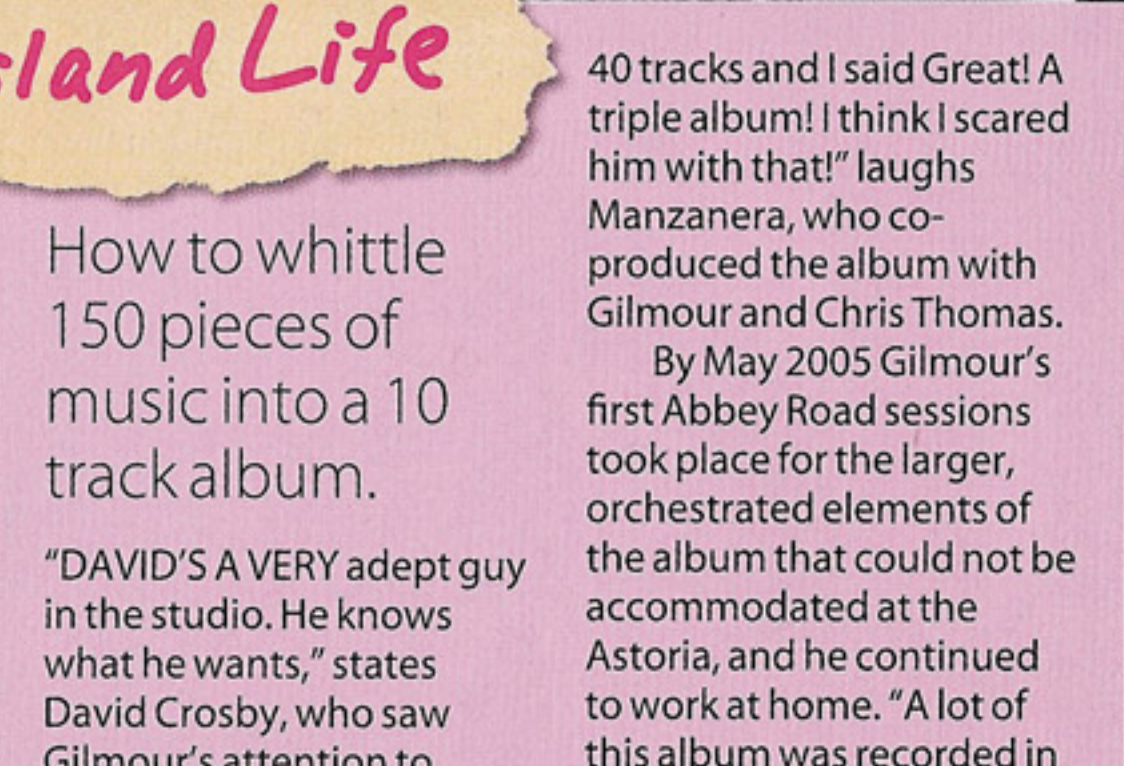 Life
How to whittle
150 pieces of
music into a 10
track album.
“DAVID’S A VERY adept guy
in the studio. He knows
what he wants,” states
David Crosby, who saw
Gilmour’s attention to
40 tracks and I said Great! A
triple album! I think I scared
him with that!” laughs
Manzanera, who co-
produced the album with
Gilmour and Chris Thomas.
By May 2005 Gilmour’s
first Abbey Road sessions
took place for the larger,
orchestrated elements of
the album that could not be
accommodated at the
Astoria, and he continued
to work at home. “A lot of
this album was recorded in